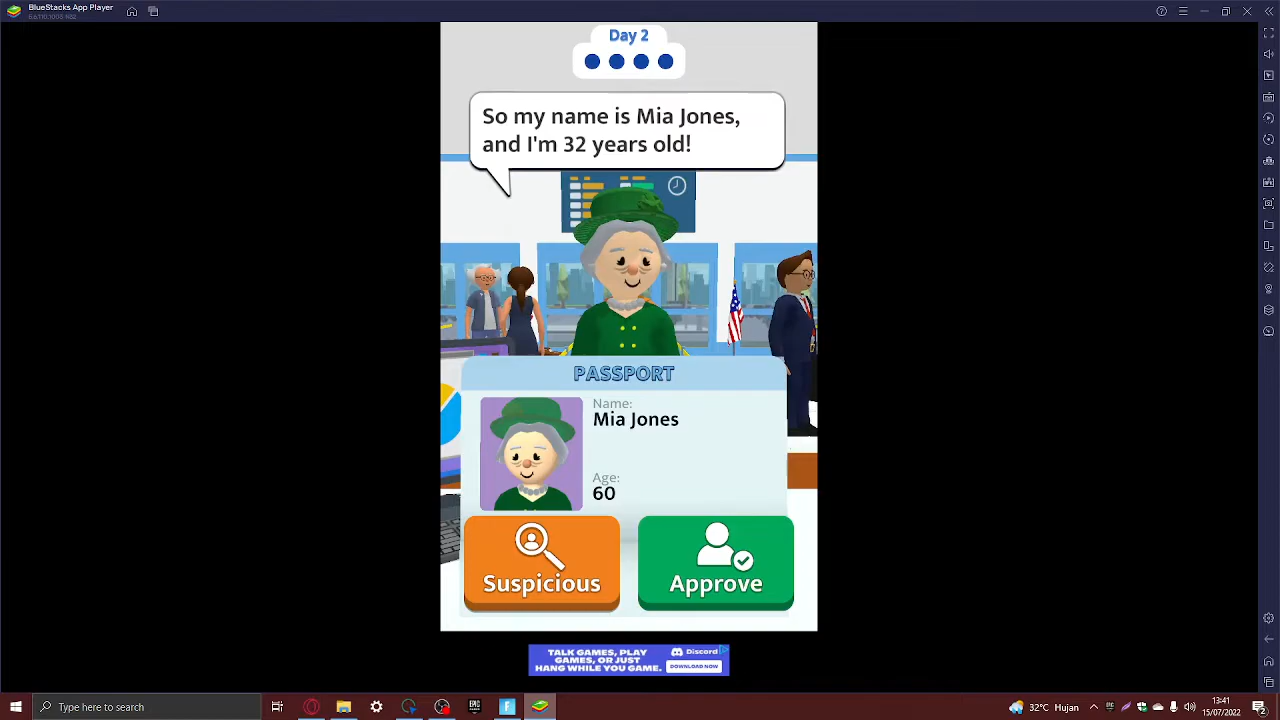 BlueStacks App Player
Day 2
So my name is Mia Jones,
and I'm 32 years old!
PASSPORT
Name:
Mia Jones
Age:
60
Suspicious
Approve
TALK GAMES, PLAY
GAMES, OR JUST
HANG WHILE YOU GAME.
Discord
DOWNLOAD NOW
Type here to search
EPIC
32°C Hujan
13:41
15/07/2022